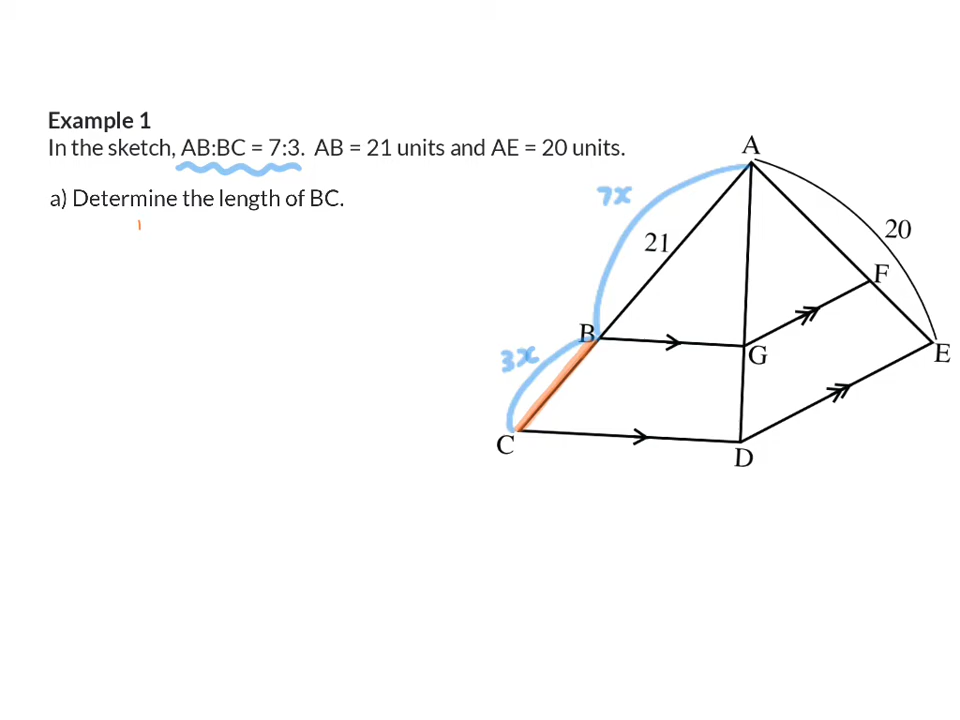 Example 1
In the sketch, AB:BC = 7:3. AB = 21 units and AE = 20 units.
a) Determine the length of BC.
A
7x
20
21
F
B
G
E
3x
C
D